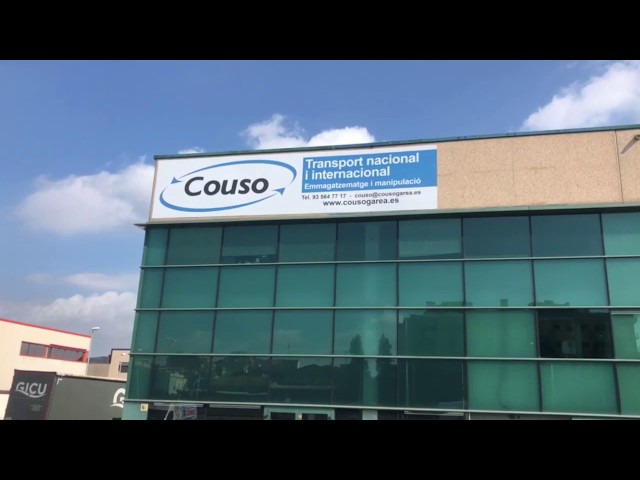 Couso
Transport nacional
i internacional
Emmagatzematge i manipulació
Tel. 93 564 77 17 - couso@cousogarea.es
www.cousogarea.es
GICU